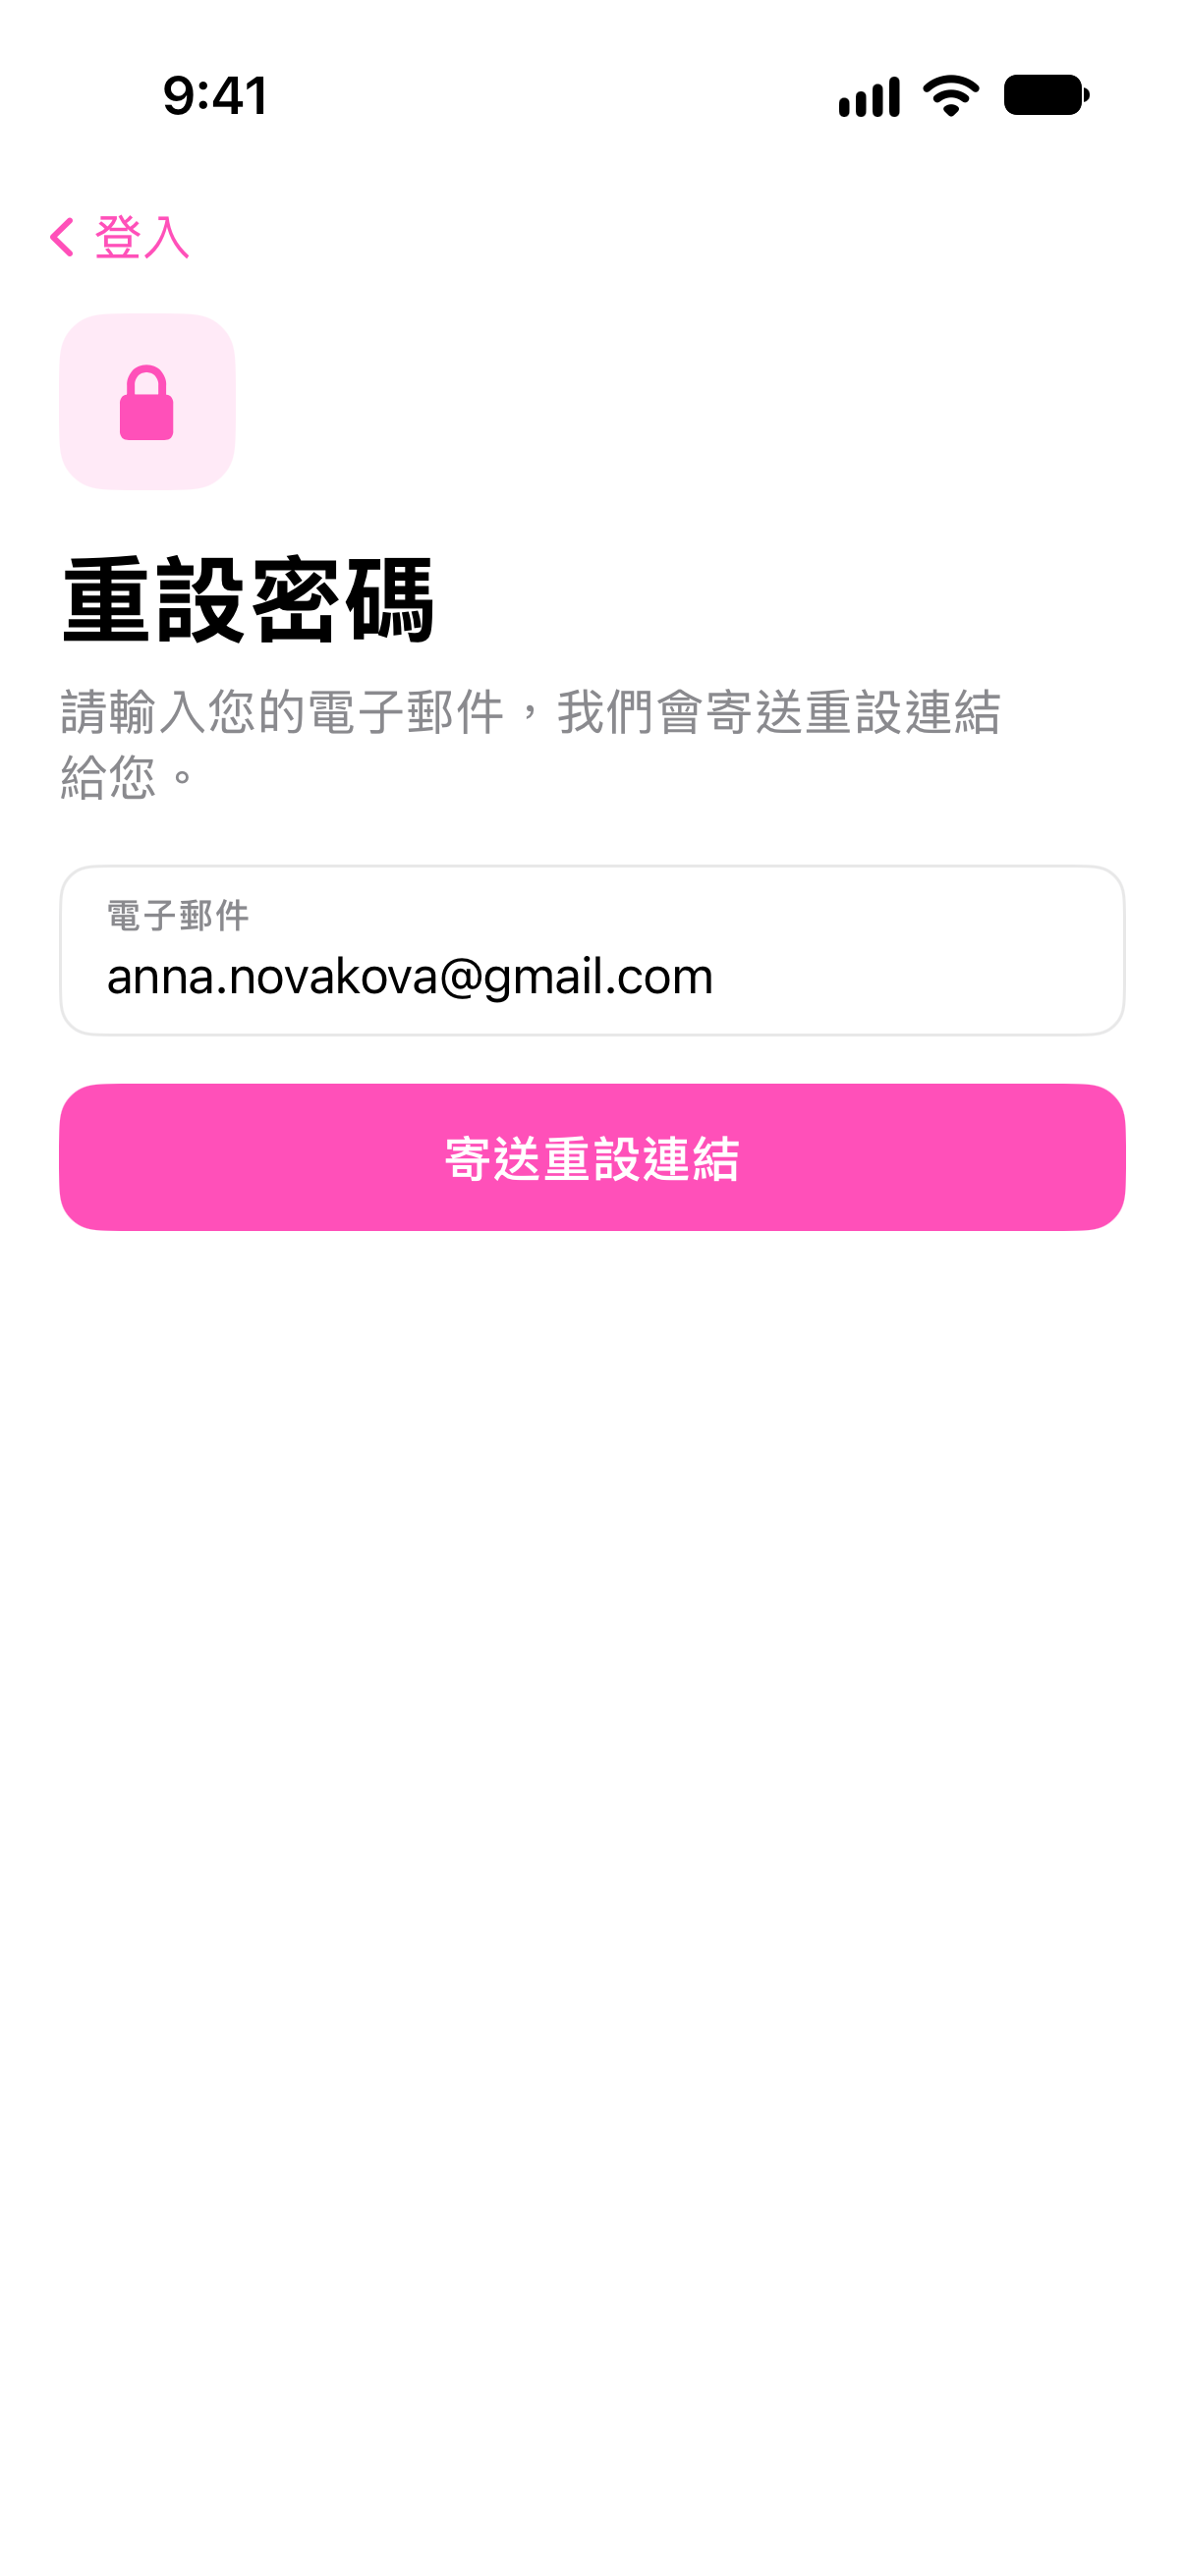 9:41
登入
重設密碼
請輸入您的電子郵件，我們會寄送重設連結
給您。
電子郵件
anna.novakova@gmail.com
寄送重設連結